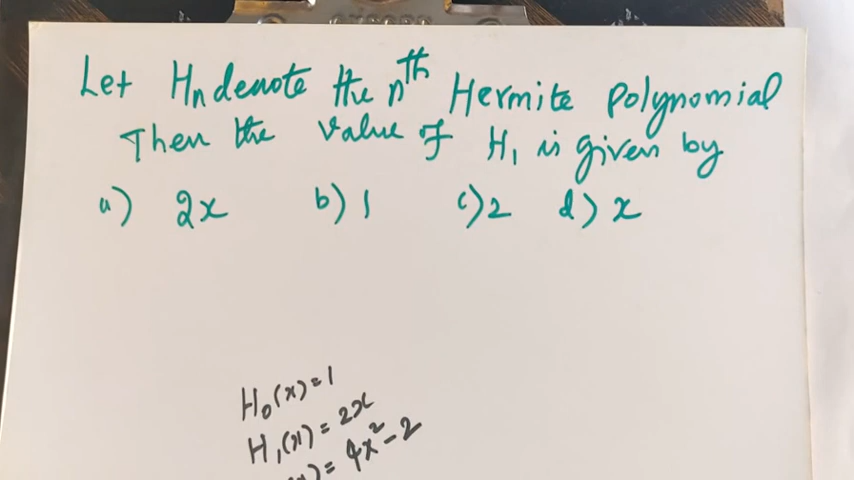 Let Hn denote the nth Hermite polynomial
Then the value of H1 is given by
a) 2x b) 1 c) 2 d) x
H0(x)=1
H1(x)=2x
)=4x²-2